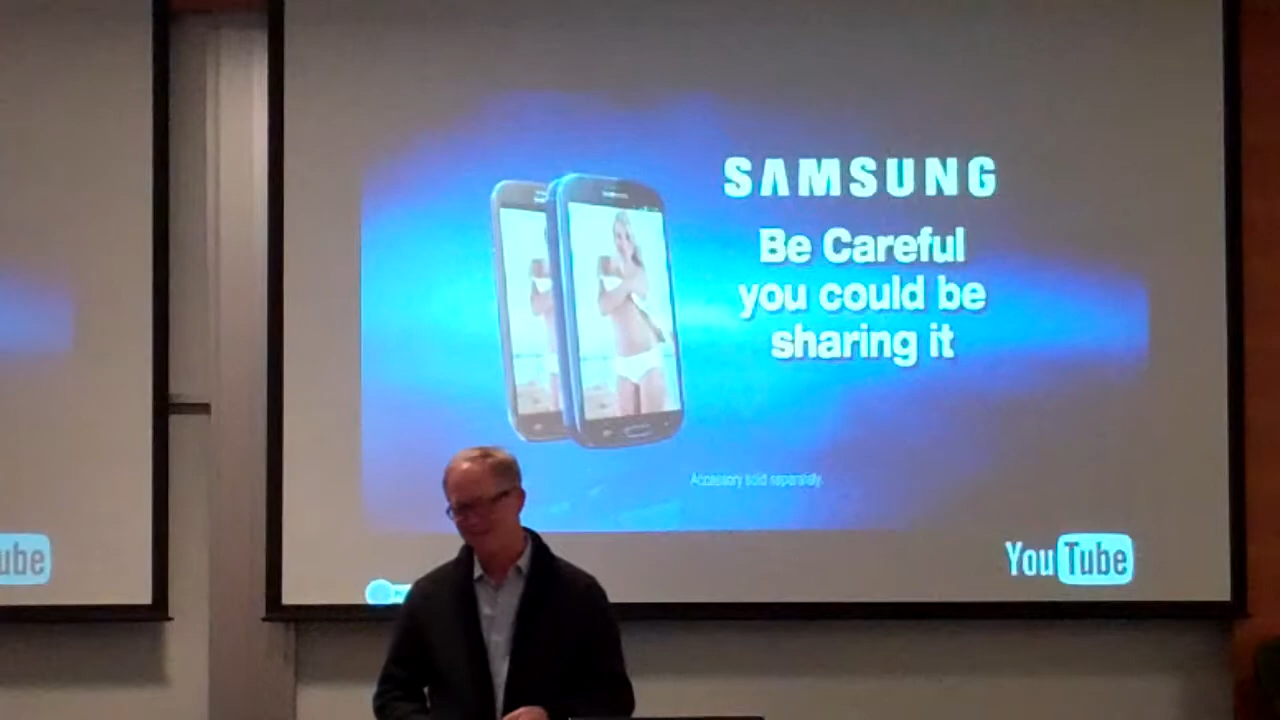 SAMSUNG
Be Careful
you could be
sharing it
Accessory sold separately.
YouTube
ube